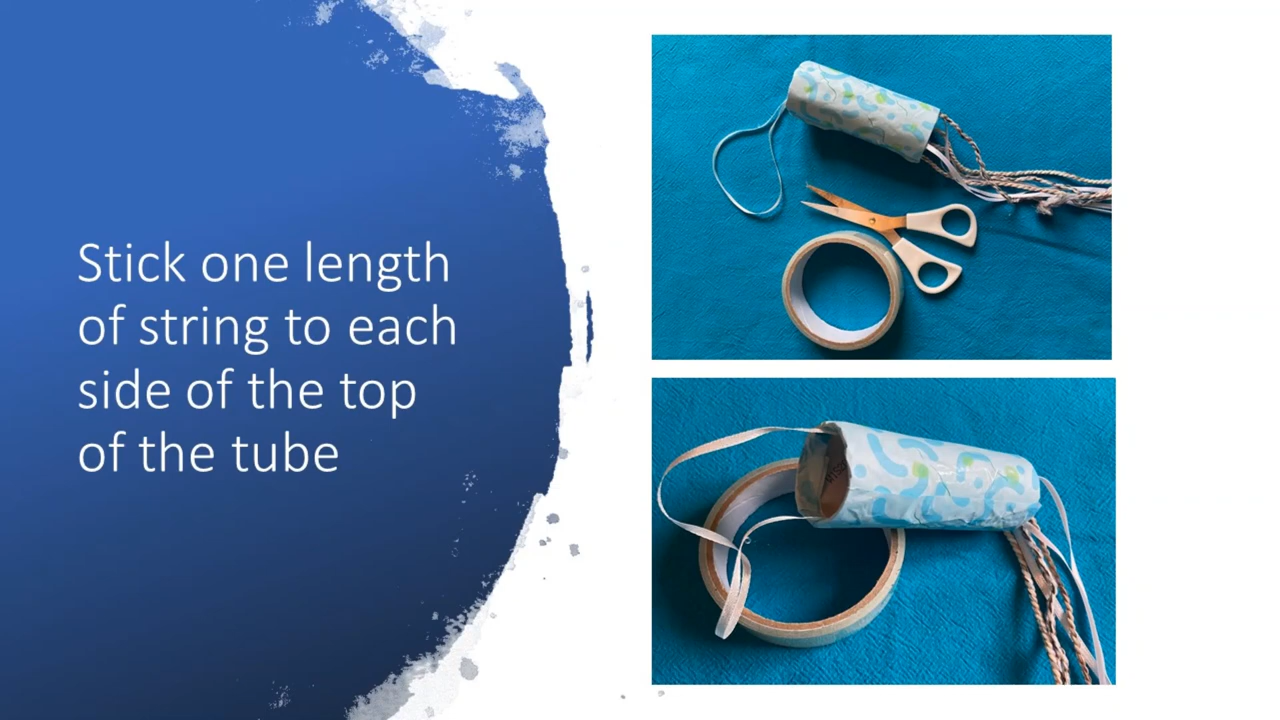 Stick one length
of string to each
side of the top
of the tube